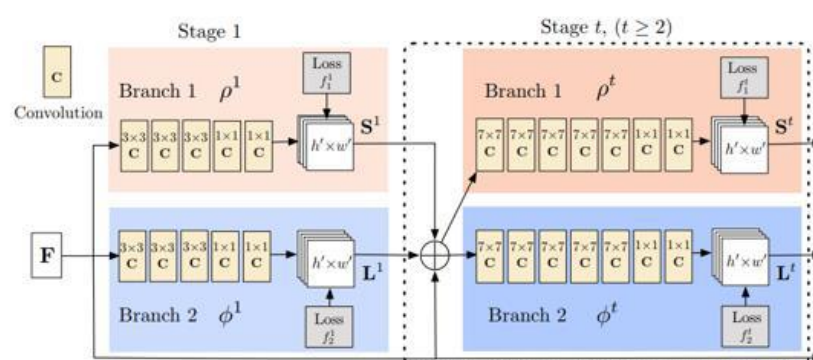 Stage 1
Stage t, (t ≥ 2)
C
Convolution
Branch 1 ρ¹
Loss
f₁¹
3×3 3×3 3×3 1×1 1×1
C C C C C
h′×w′
S¹
Branch 1 ρᵗ
Loss
f₁ᵗ
7×7 7×7 7×7 7×7 7×7 1×1 1×1
C C C C C C C
h′×w′
Sᵗ
F
3×3 3×3 3×3 1×1 1×1
C C C C C
h′×w′
L¹
Branch 2 ϕ¹
Loss
f₂¹
7×7 7×7 7×7 7×7 7×7 1×1 1×1
C C C C C C C
h′×w′
Lᵗ
Branch 2 ϕᵗ
Loss
f₂ᵗ